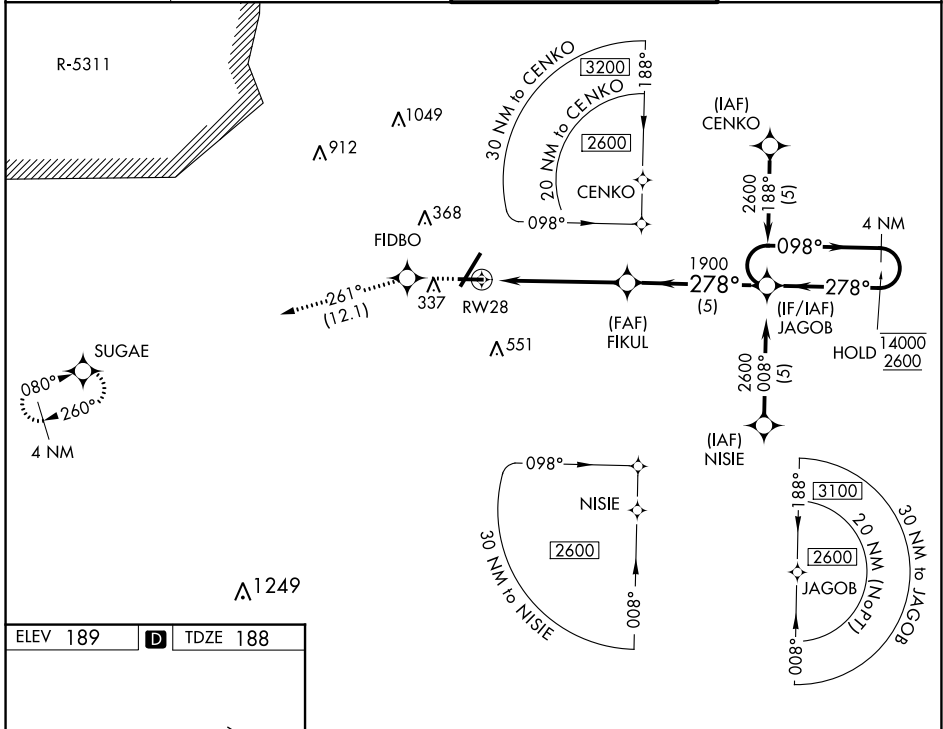 R-5311
1049
912
368
FIDBO
337
RW28
551
261°
(12.1)
SUGAE
080°
260°
4 NM
1249
30 NM to CENKO
3200
188°
20 NM to CENKO
2600
CENKO
098°
(IAF)
CENKO
2600
188°
(5)
4 NM
098°
1900
278°
(5)
278°
(FAF)
FIKUL
(IF/IAF)
JAGOB
HOLD
14000
2600
2600
008°
(5)
(IAF)
NISIE
098°
NISIE
2600
30 NM to NISIE
008°
188°
3100
20 NM (NoPT)
30 NM to JAGOB
2600
JAGOB
008°
ELEV 189
D
TDZE 188